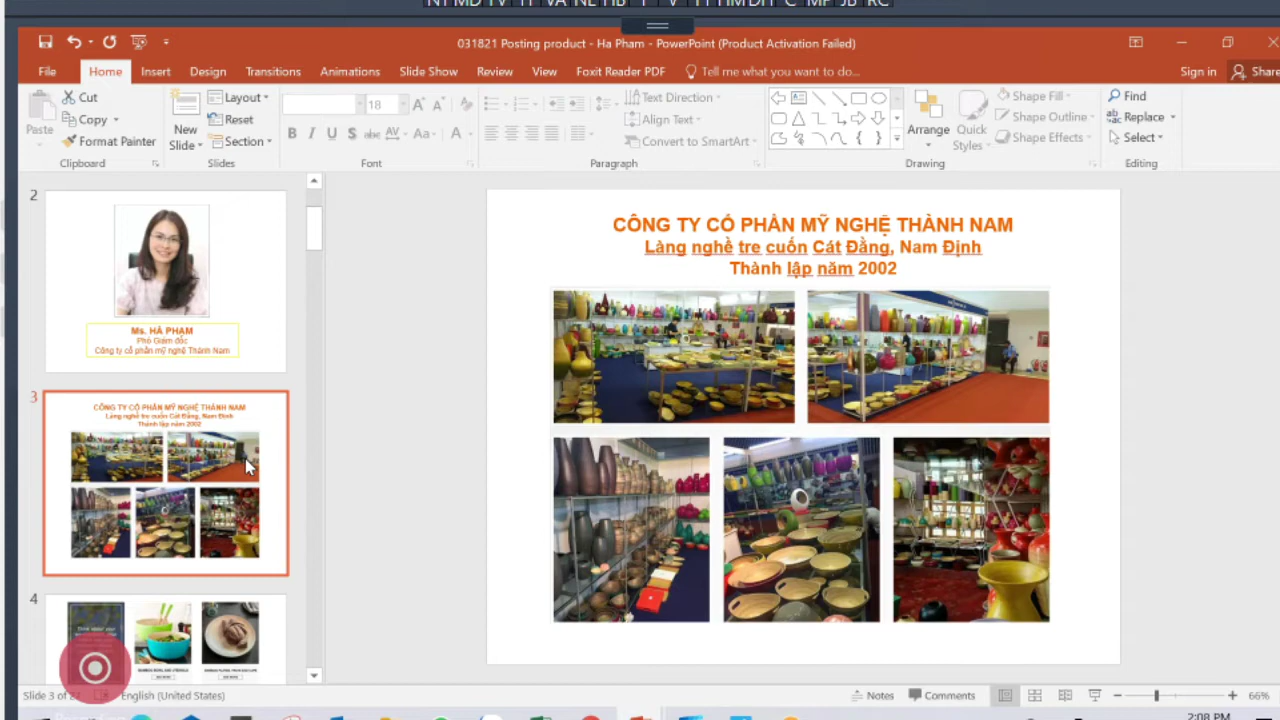 031821 Posting product - Ha Pham - PowerPoint (Product Activation Failed)
File Home Insert Design Transitions Animations Slide Show Review View Foxit Reader PDF Tell me what you want to do... Sign in Share
Paste
Cut
Copy
Format Painter
Clipboard
New Slide
Layout
Reset
Section
Slides
18
Font
Text Direction
Align Text
Convert to SmartArt
Paragraph
Arrange
Quick Styles
Shape Fill
Shape Outline
Shape Effects
Drawing
Find
Replace
Select
Editing
2
Ms. HÀ PHẠM
Phó Giám đốc
Công ty cổ phần mỹ nghệ Thành Nam
3
CÔNG TY CỔ PHẦN MỸ NGHỆ THÀNH NAM
Làng nghề tre cuốn Cát Đằng, Nam Định
Thành lập năm 2002
4
CÔNG TY CỔ PHẦN MỸ NGHỆ THÀNH NAM
Làng nghề tre cuốn Cát Đằng, Nam Định
Thành lập năm 2002
Slide 3 of
English (United States)
Notes
Comments
66%
2:08 PM